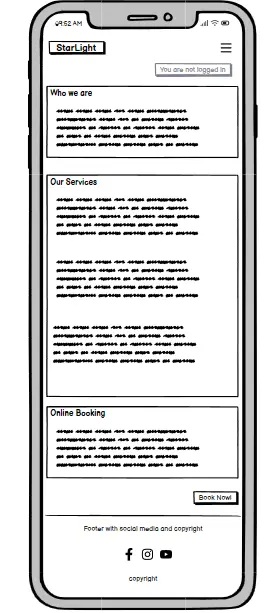 9:52 AM
StarLight
You are not logged in
Who we are
Our Services
Online Booking
Book Now!
Footer with social media and copyright
copyright